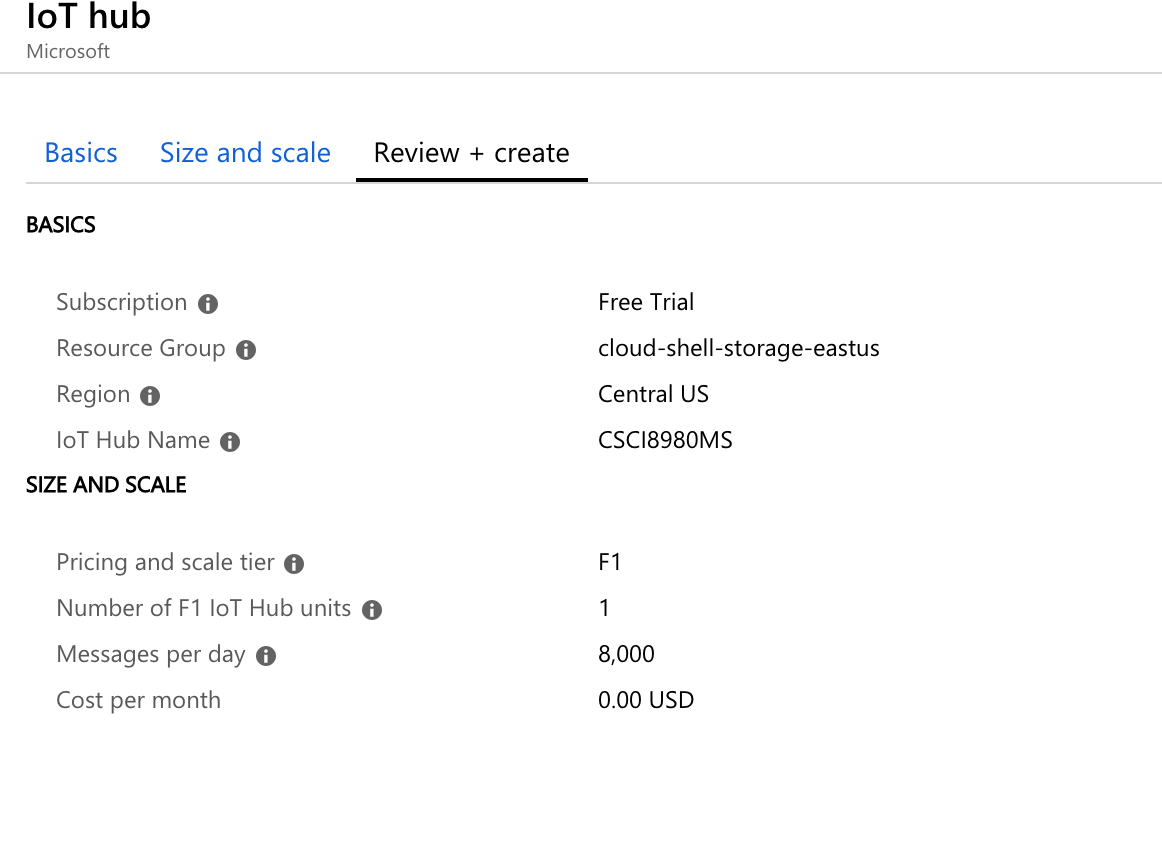 IoT hub
Microsoft
Basics Size and scale Review + create
BASICS
Subscription Free Trial
Resource Group cloud-shell-storage-eastus
Region Central US
IoT Hub Name CSCI8980MS
SIZE AND SCALE
Pricing and scale tier F1
Number of F1 IoT Hub units 1
Messages per day 8,000
Cost per month 0.00 USD